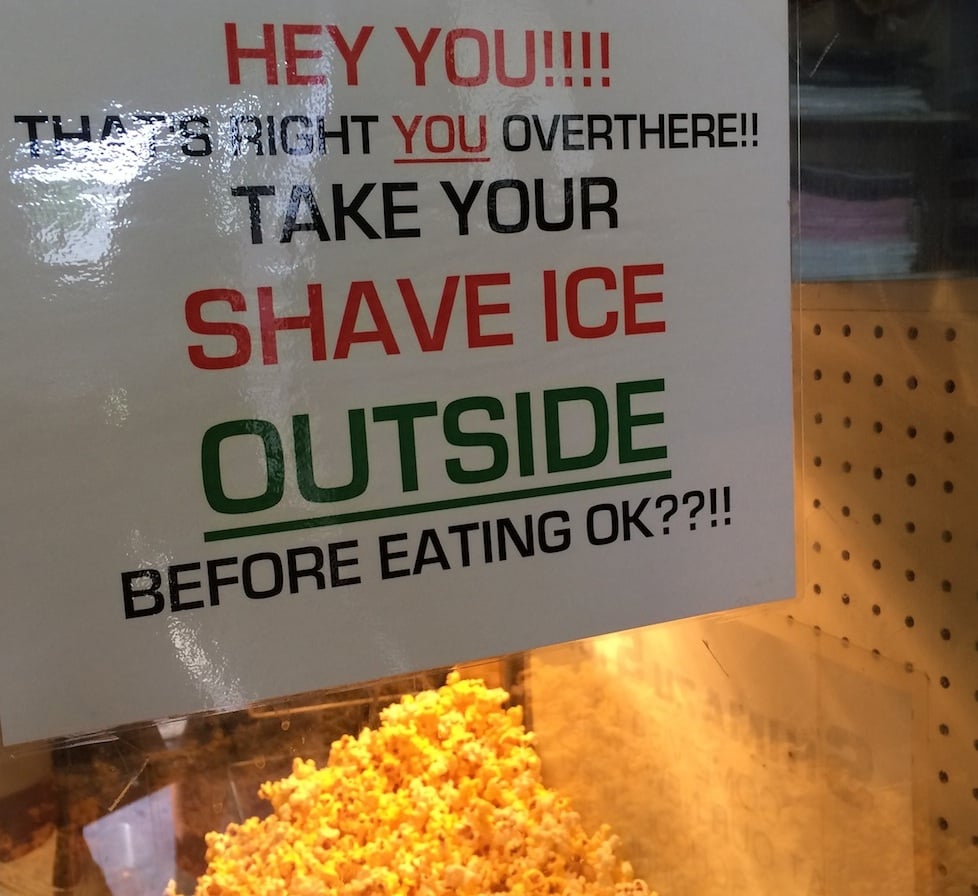 HEY YOU!!!!
THAT'S RIGHT YOU OVERTHERE!!
TAKE YOUR
SHAVE ICE
OUTSIDE
BEFORE EATING OK??!!